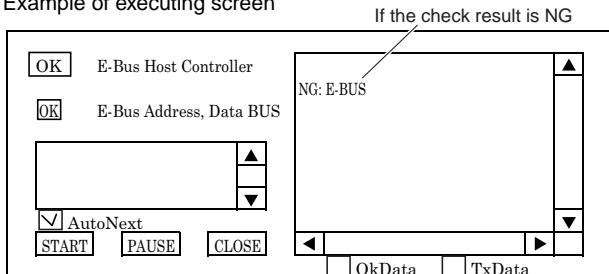 Example of executing screen
If the check result is NG
OK E-Bus Host Controller
NG: E-BUS
OK E-Bus Address, Data BUS
AutoNext
START PAUSE CLOSE
OkData TxData